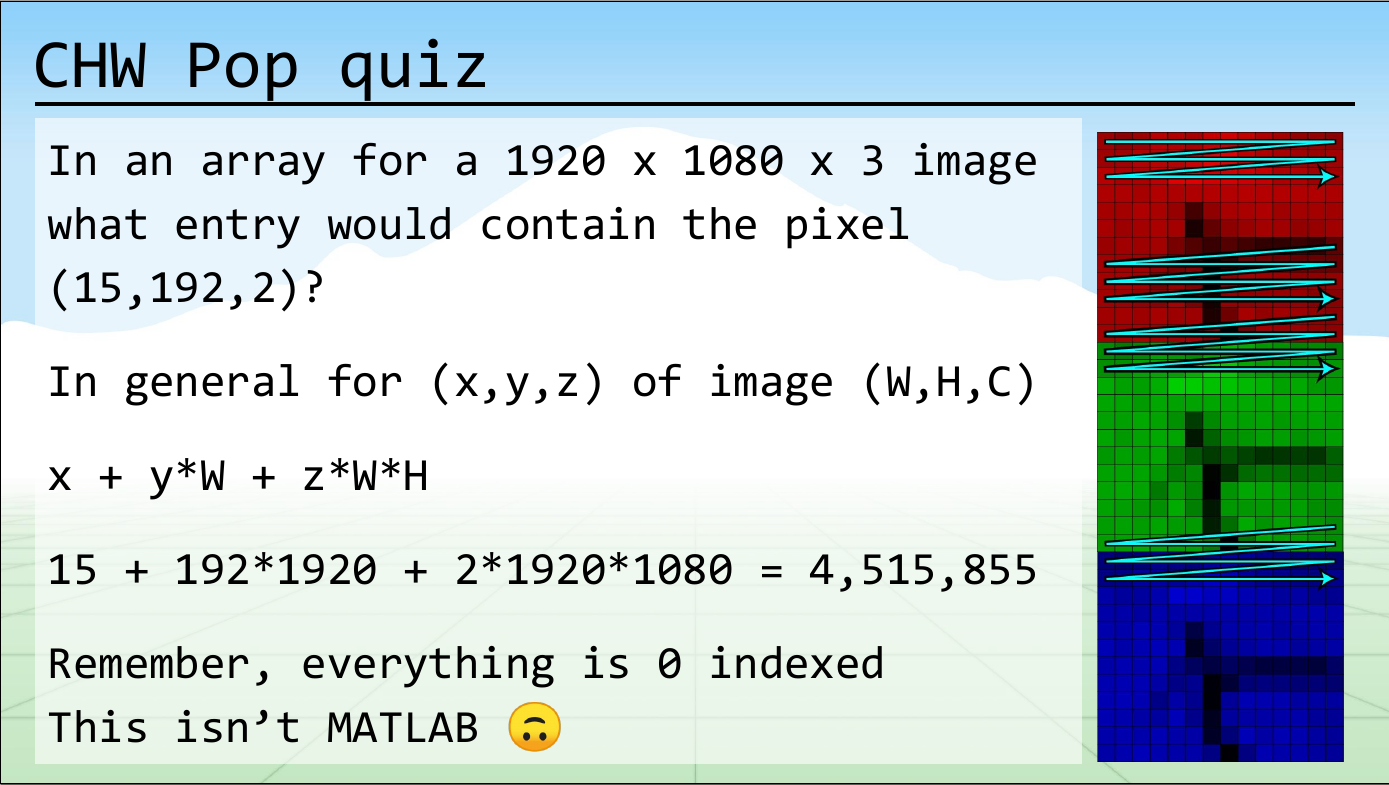 CHW Pop quiz
In an array for a 1920 x 1080 x 3 image
what entry would contain the pixel
(15,192,2)?
In general for (x,y,z) of image (W,H,C)
x + y*W + z*W*H
15 + 192*1920 + 2*1920*1080 = 4,515,855
Remember, everything is 0 indexed
This isn’t MATLAB 🙃